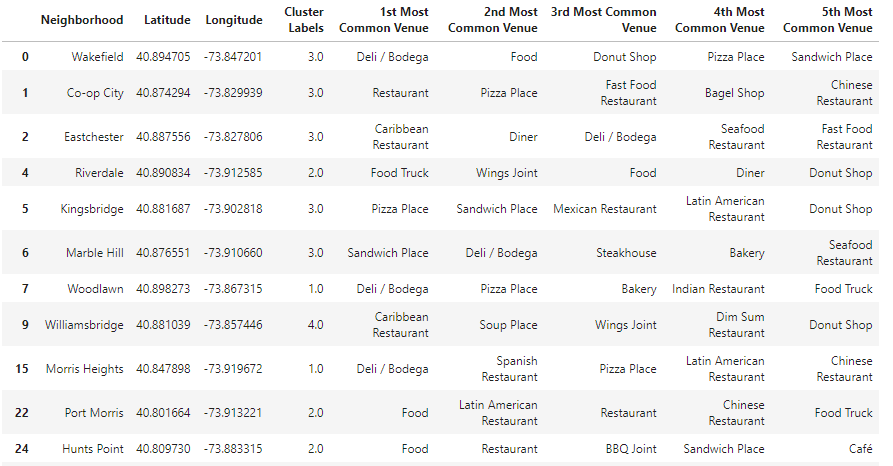 Neighborhood Latitude Longitude Cluster Labels 1st Most Common Venue 2nd Most Common Venue 3rd Most Common Venue 4th Most Common Venue 5th Most Common Venue
0 Wakefield 40.894705 -73.847201 3.0 Deli / Bodega Food Donut Shop Pizza Place Sandwich Place
1 Co-op City 40.874294 -73.829939 3.0 Restaurant Pizza Place Fast Food Restaurant Bagel Shop Chinese Restaurant
2 Eastchester 40.887556 -73.827806 3.0 Caribbean Restaurant Diner Deli / Bodega Seafood Restaurant Fast Food Restaurant
4 Riverdale 40.890834 -73.912585 2.0 Food Truck Wings Joint Food Diner Donut Shop
5 Kingsbridge 40.881687 -73.902818 3.0 Pizza Place Sandwich Place Mexican Restaurant Latin American Restaurant Donut Shop
6 Marble Hill 40.876551 -73.910660 3.0 Sandwich Place Deli / Bodega Steakhouse Bakery Seafood Restaurant
7 Woodlawn 40.898273 -73.867315 1.0 Deli / Bodega Pizza Place Bakery Indian Restaurant Food Truck
9 Williamsbridge 40.881039 -73.857446 4.0 Caribbean Restaurant Soup Place Wings Joint Dim Sum Restaurant Donut Shop
15 Morris Heights 40.847898 -73.919672 1.0 Deli / Bodega Spanish Restaurant Pizza Place Latin American Restaurant Chinese Restaurant
22 Port Morris 40.801664 -73.913221 2.0 Food Latin American Restaurant Restaurant Chinese Restaurant Food Truck
24 Hunts Point 40.809730 -73.883315 2.0 Food Restaurant BBQ Joint Sandwich Place Café